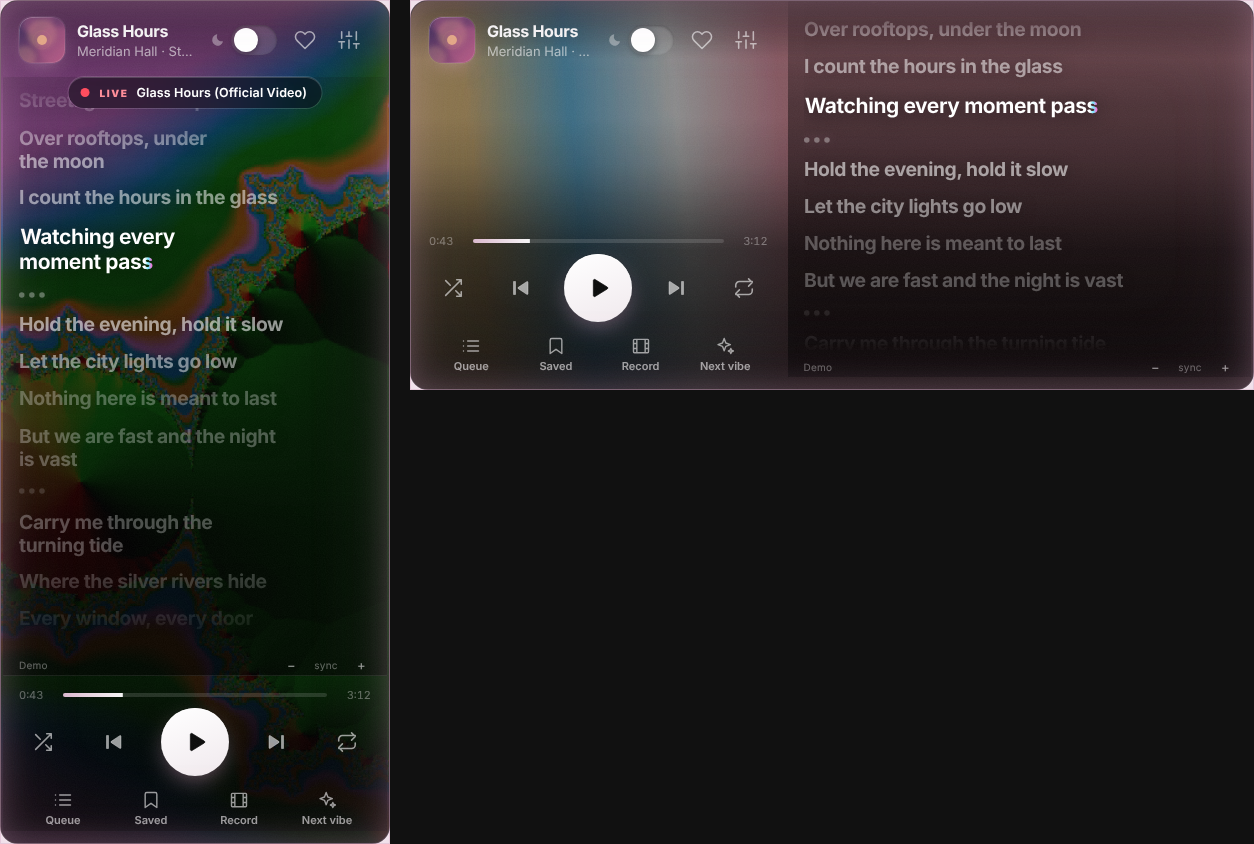 Glass Hours
Meridian Hall · St...
LIVE Glass Hours (Official Video)
Over rooftops, under
the moon
I count the hours in the glass
Watching every
moment pass
Hold the evening, hold it slow
Let the city lights go low
Nothing here is meant to last
But we are fast and the night
is vast
Carry me through the
turning tide
Where the silver rivers hide
Every window, every door
Demo
− sync +
0:43
3:12
Queue
Saved
Record
Next vibe
Glass Hours
Meridian Hall · ...
0:43
3:12
Queue
Saved
Record
Next vibe
Over rooftops, under the moon
I count the hours in the glass
Watching every moment pass
Hold the evening, hold it slow
Let the city lights go low
Nothing here is meant to last
But we are fast and the night is vast
Carry me through the turning tide
Demo
− sync +